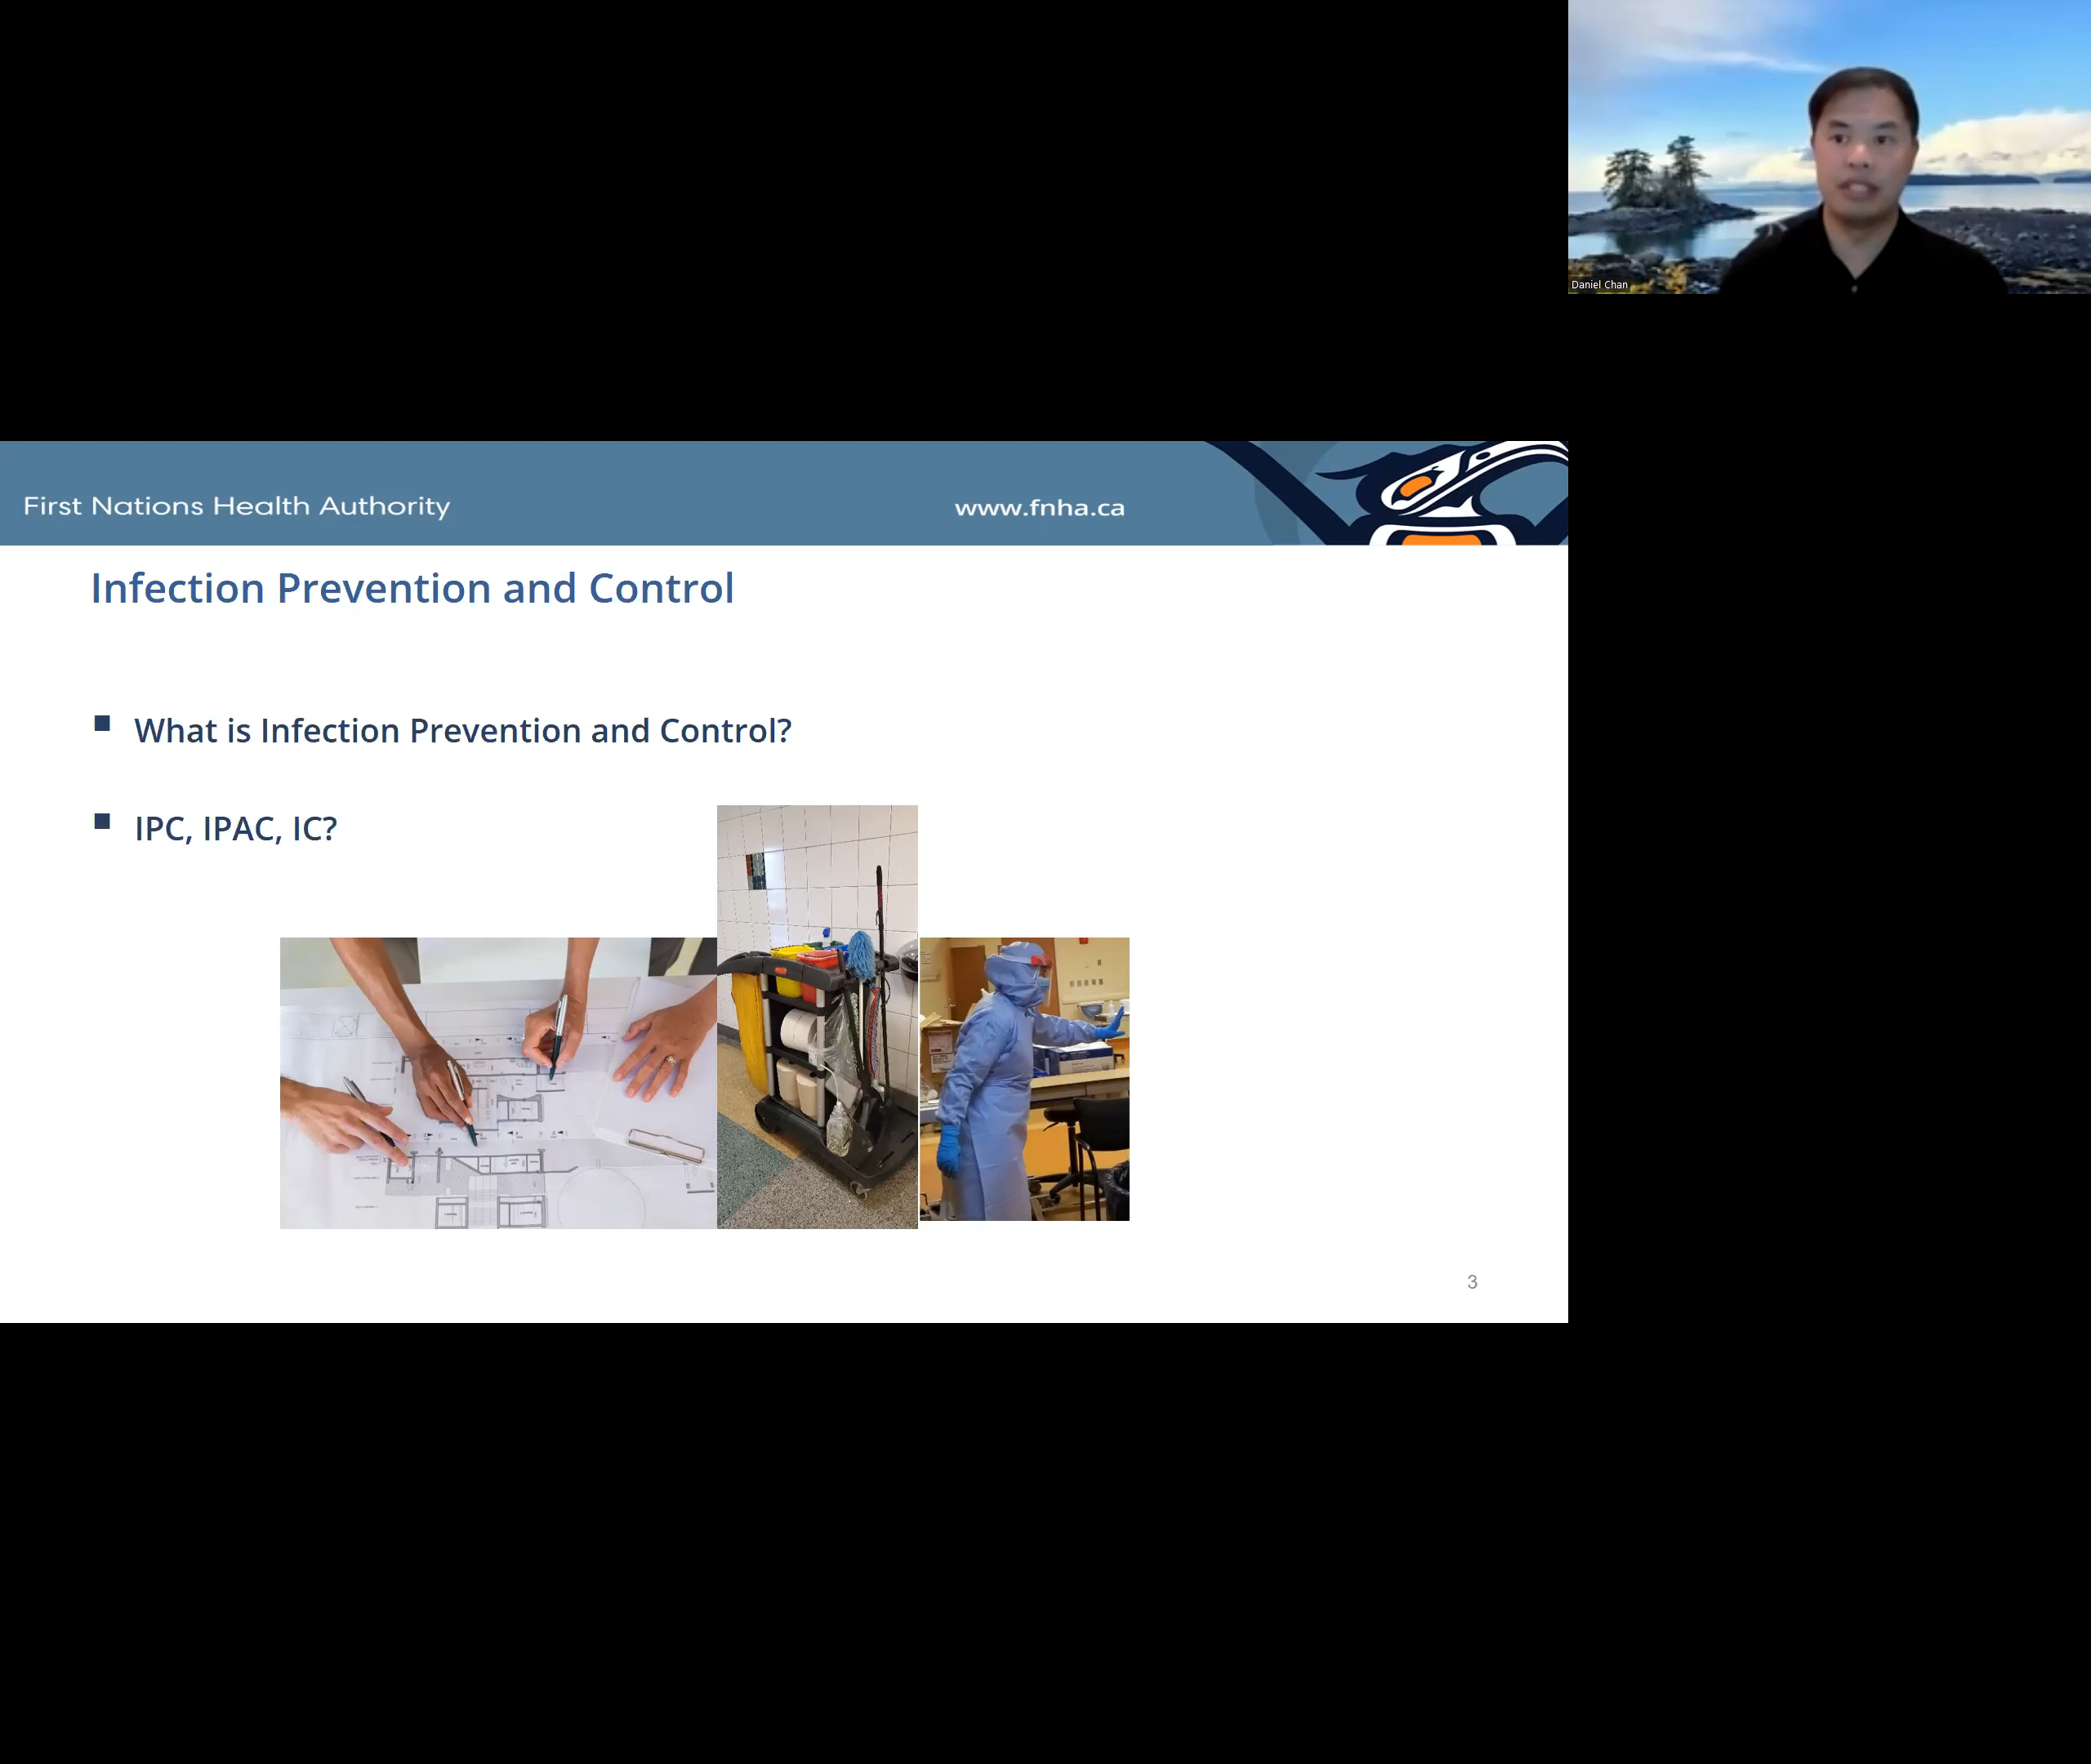 Daniel Chan
First Nations Health Authority
www.fnha.ca
Infection Prevention and Control
What is Infection Prevention and Control?
IPC, IPAC, IC?
3